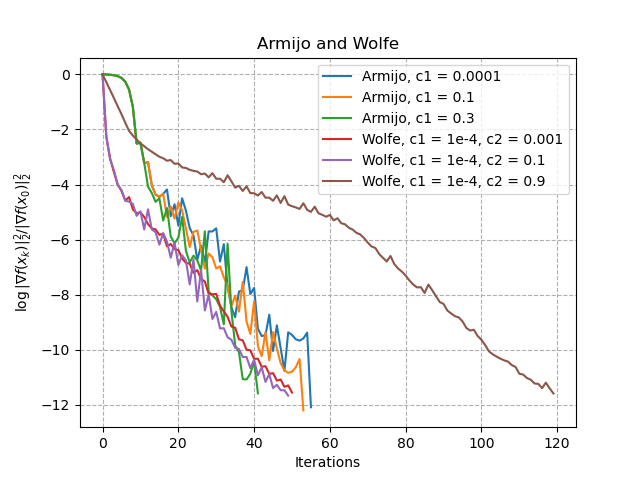 Armijo and Wolfe
Armijo, c1 = 0.0001
Armijo, c1 = 0.1
Armijo, c1 = 0.3
Wolfe, c1 = 1e-4, c2 = 0.001
Wolfe, c1 = 1e-4, c2 = 0.1
Wolfe, c1 = 1e-4, c2 = 0.9
log|∇f(x_k)|₂²/|∇f(x₀)|₂²
0
−2
−4
−6
−8
−10
−12
0 20 40 60 80 100 120
Iterations